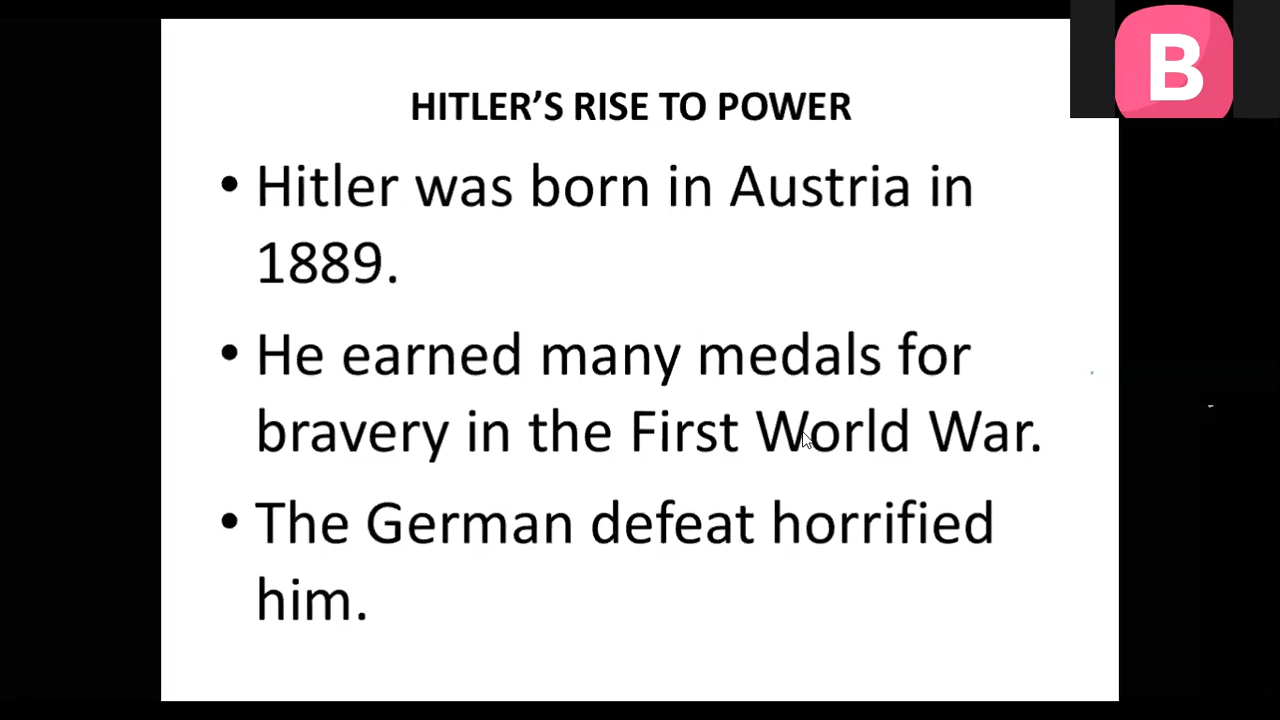 B
HITLER’S RISE TO POWER
• Hitler was born in Austria in
1889.
• He earned many medals for
bravery in the First World War.
• The German defeat horrified
him.